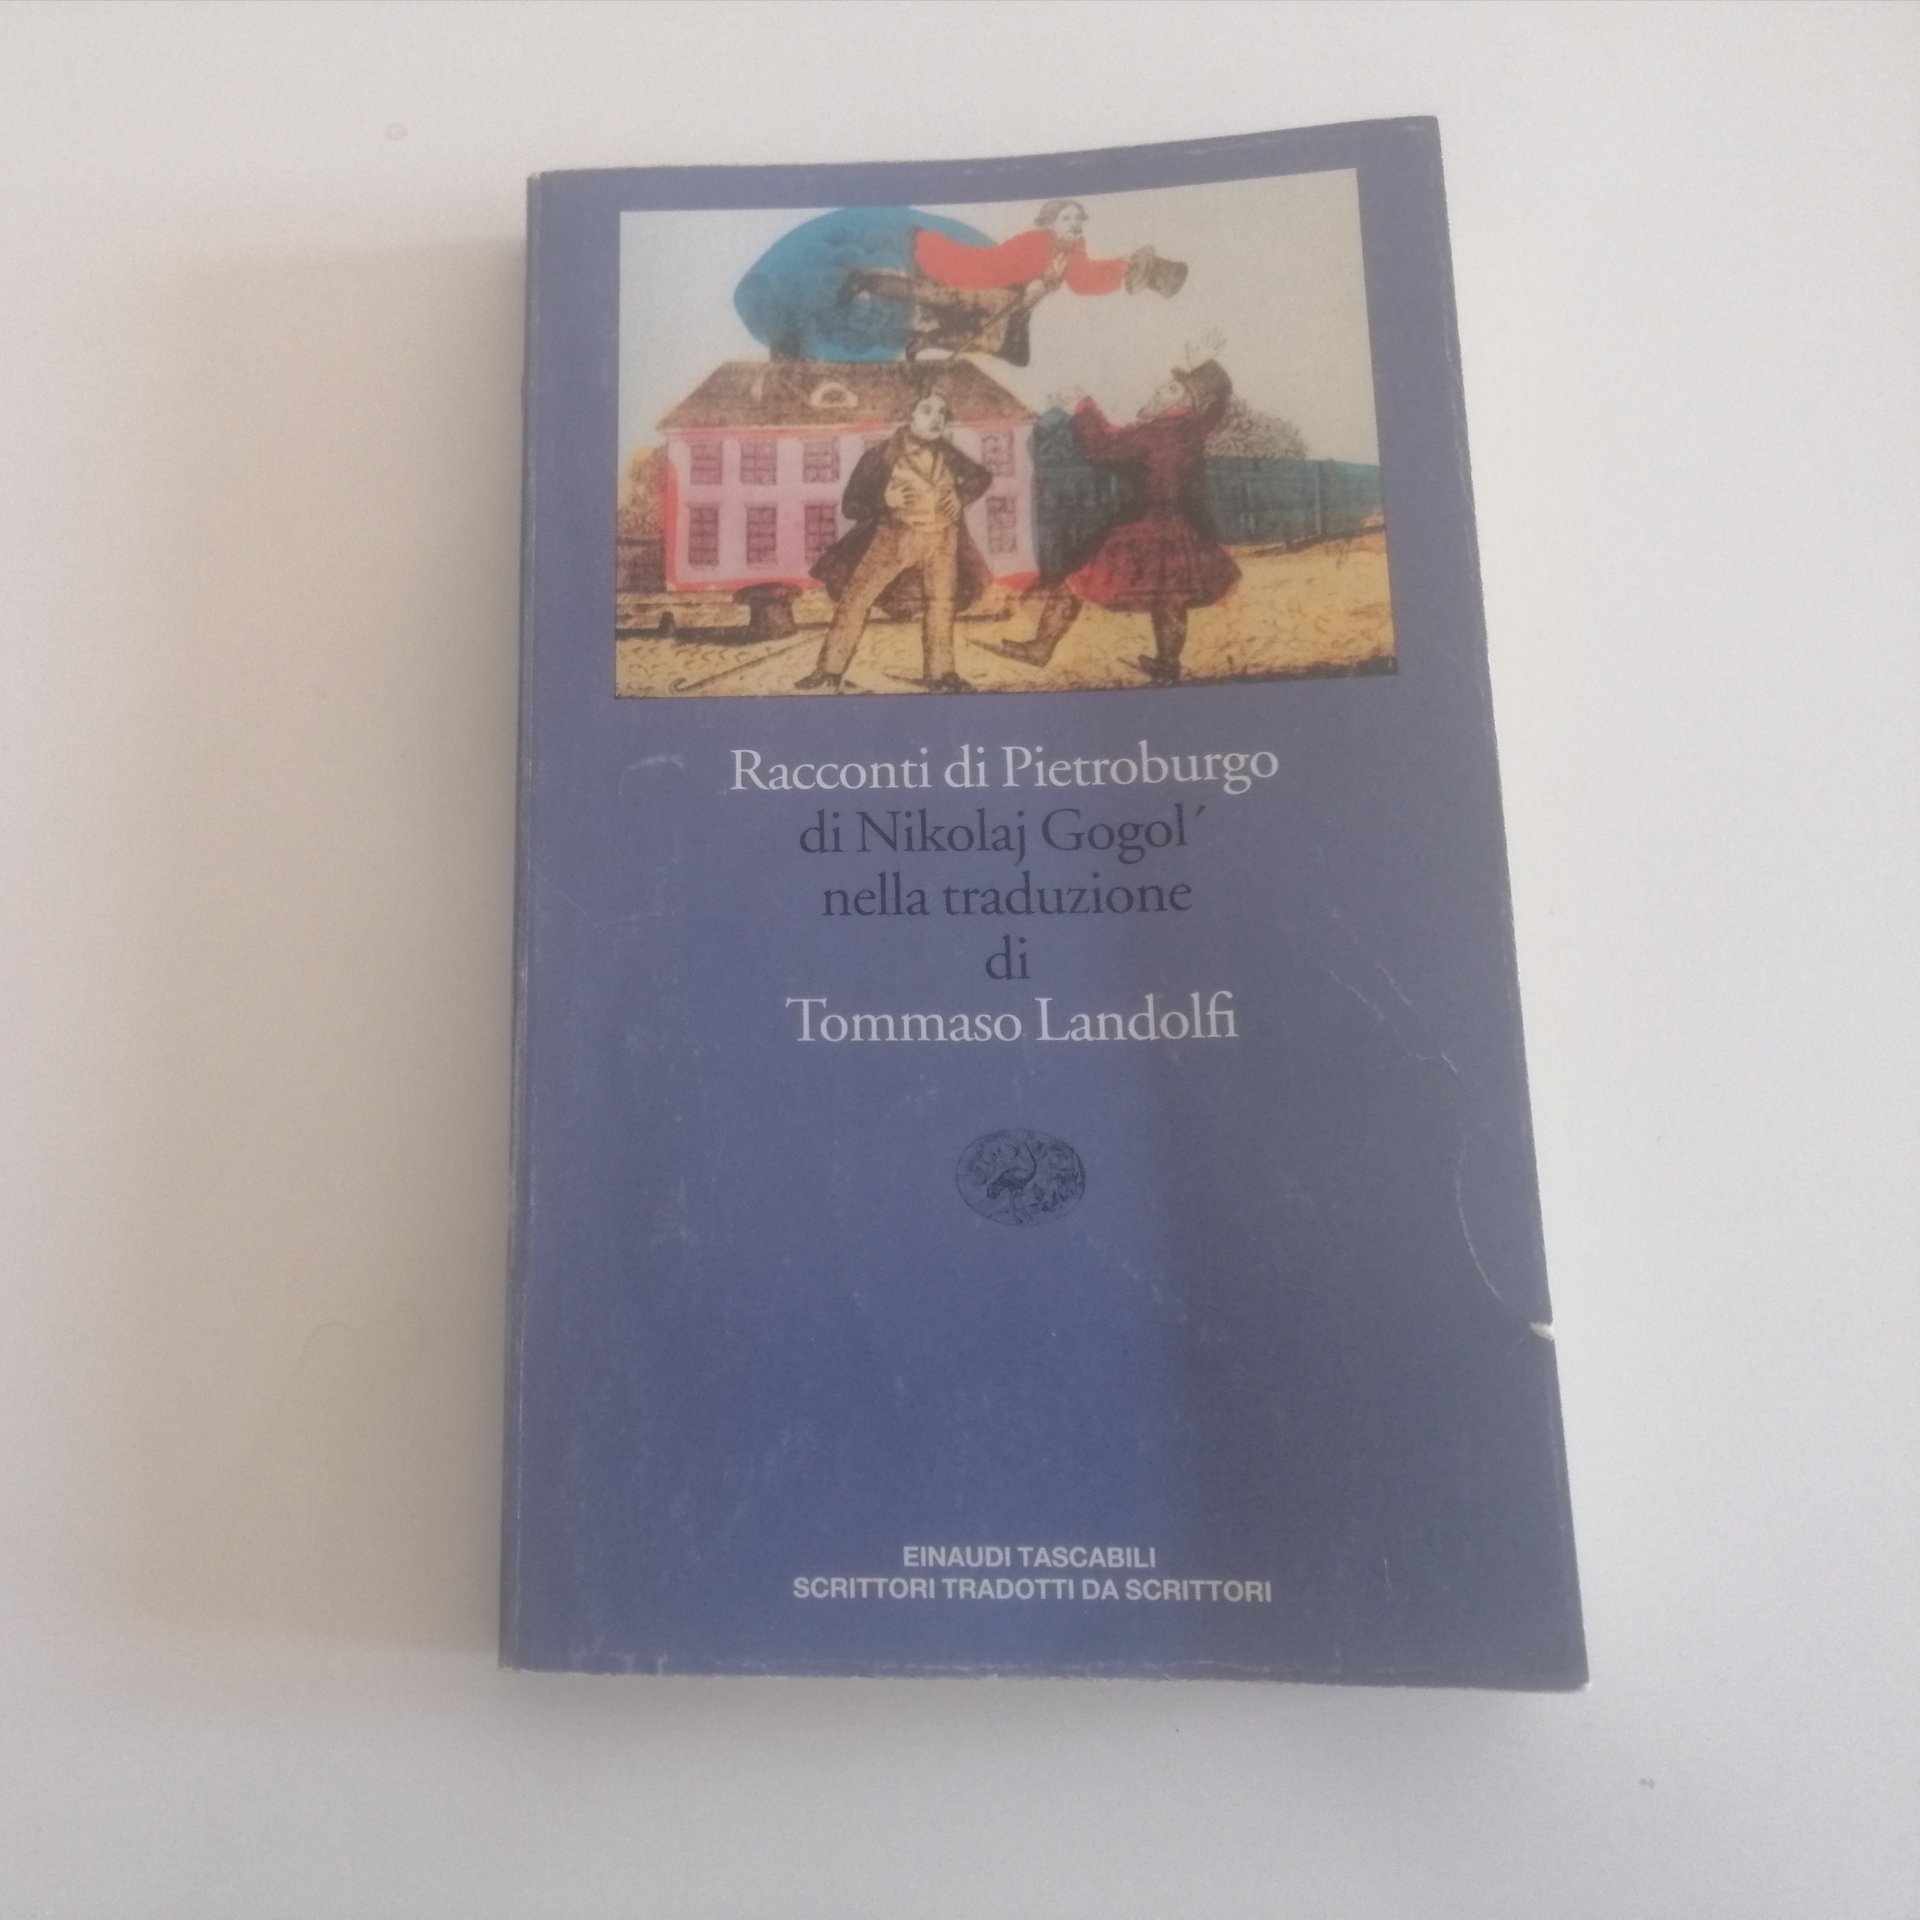 Racconti di Pietroburgo
di Nikolaj Gogol´
nella traduzione
di
Tommaso Landolfi
EINAUDI TASCABILI
SCRITTORI TRADOTTI DA SCRITTORI